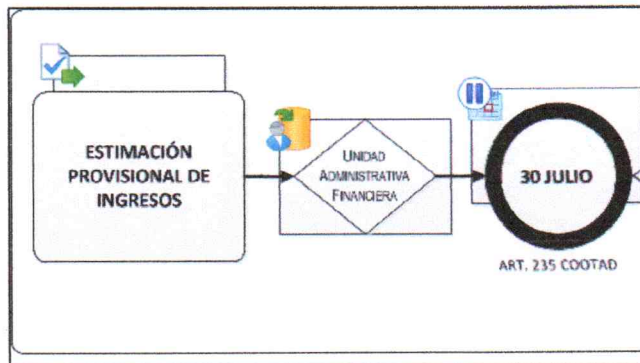 ESTIMACIÓN
PROVISIONAL DE
INGRESOS
UNIDAD
ADMINISTRATIVA
FINANCIERA
30 JULIO
ART. 235 COOTAD